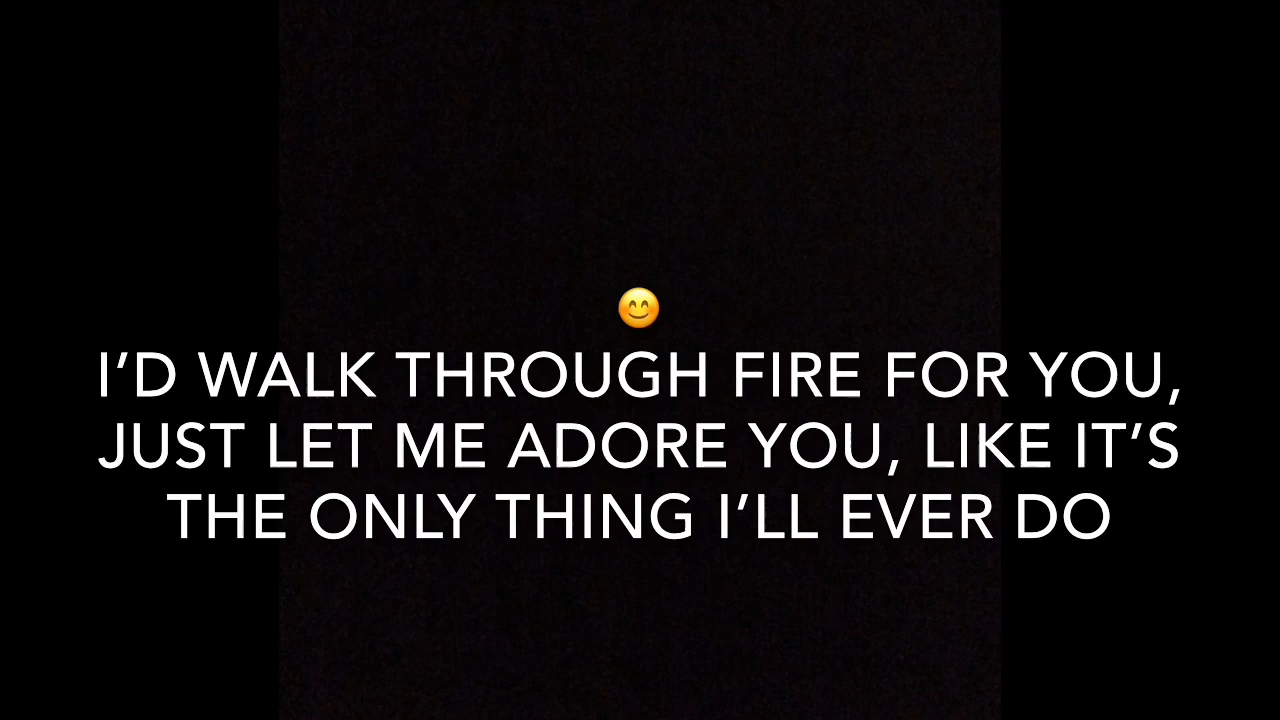 😊
I’D WALK THROUGH FIRE FOR YOU,
JUST LET ME ADORE YOU, LIKE IT’S
THE ONLY THING I’LL EVER DO